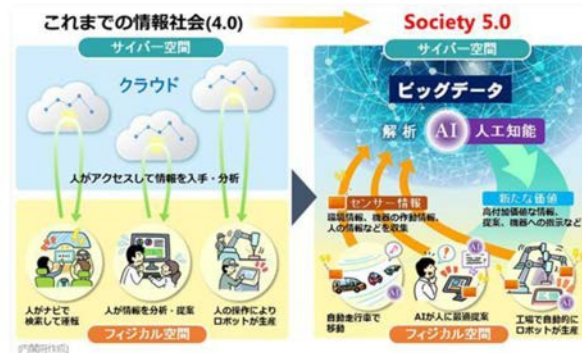 これまでの情報社会(4.0)
Society 5.0
サイバー空間
クラウド
人がアクセスして情報を入手・分析
人がナビで
検索して運転
人が情報を分析・提案
人の操作により
ロボットが生産
フィジカル空間
サイバー空間
ビッグデータ
解析 AI 人工知能
センサー情報
環境情報、機器の作動情報、
人の情報などを収集
新たな価値
高付加価値な情報、
提案、機器への指示など
AI
AI
AI
自動走行車で
移動
AIが人に最適提案
工場で自動的に
ロボットが生産
フィジカル空間